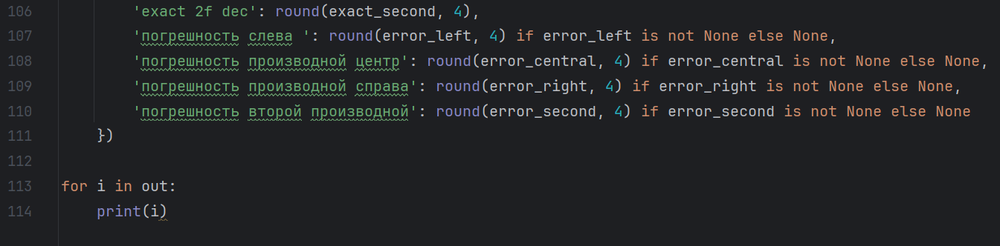 106 'exact 2f dec': round(exact_second, 4),
107 'погрешность слева ': round(error_left, 4) if error_left is not None else None,
108 'погрешность производной центр': round(error_central, 4) if error_central is not None else None,
109 'погрешность производной справа': round(error_right, 4) if error_right is not None else None,
110 'погрешность второй производной': round(error_second, 4) if error_second is not None else None
111 })
112
113 for i in out:
114 print(i)